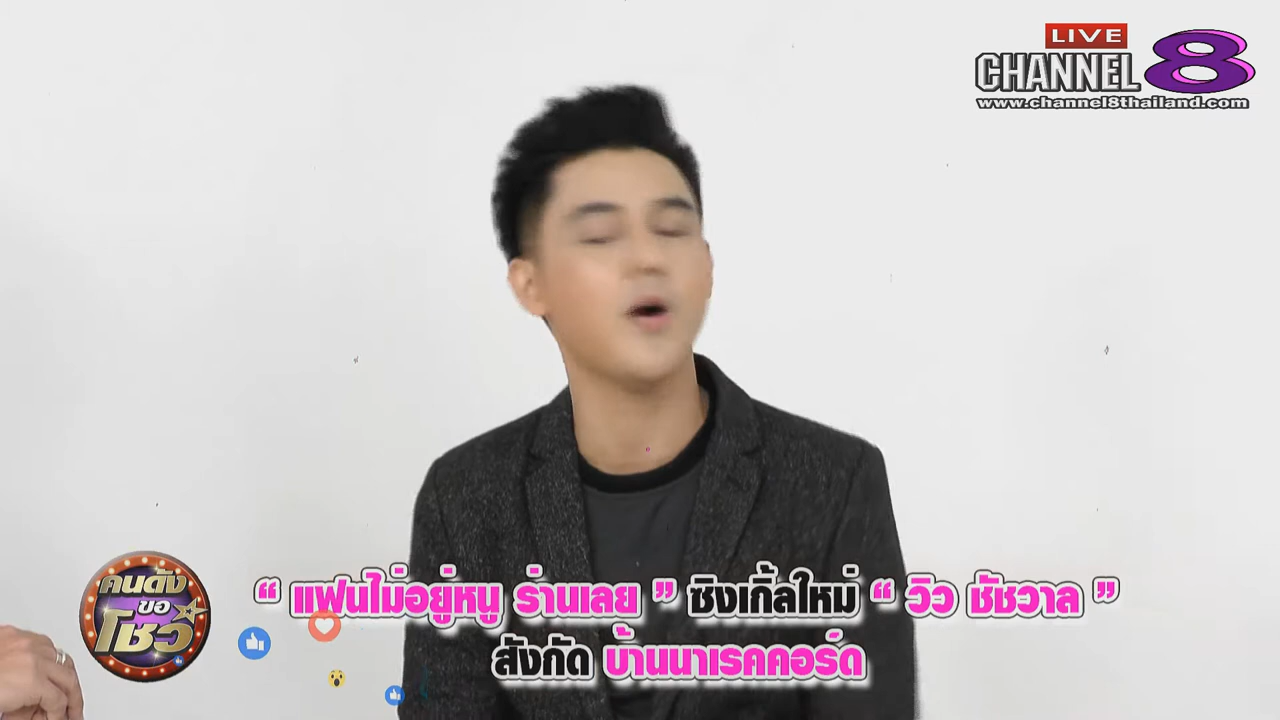 LIVE
CHANNEL 8
www.channel8thailand.com
คนดัง
ขอ
โชว์
“ แฟนไม่อยู่หนู ร่านเลย ” ซิงเกิ้ลใหม่ “ วิว ชัชวาล ”
สังกัด บ้านนาเรคคอร์ด